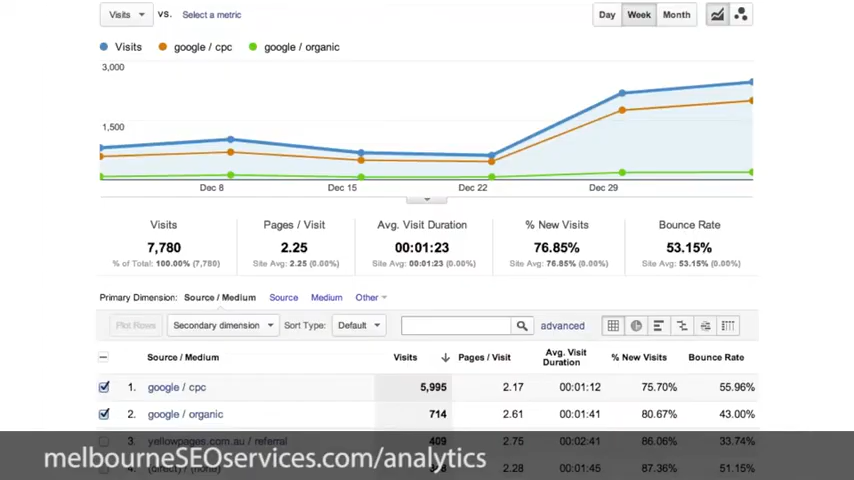 Visits VS. Select a metric Day Week Month
Visits google / cpc google / organic
3,000
1,500
Dec 8 Dec 15 Dec 22 Dec 29
Visits Pages / Visit Avg. Visit Duration % New Visits Bounce Rate
7,780 2.25 00:01:23 76.85% 53.15%
% of Total: 100.00% (7,780) Site Avg: 2.25 (0.00%) Site Avg: 00:01:23 (0.00%) Site Avg: 76.85% (0.00%) Site Avg: 53.15% (0.00%)
Primary Dimension: Source / Medium Source Medium Other
Plot Rows Secondary dimension Sort Type: Default advanced
Source / Medium Visits Pages / Visit Avg. Visit Duration % New Visits Bounce Rate
1. google / cpc 5,995 2.17 00:01:12 75.70% 55.96%
2. google / organic 714 2.61 00:01:41 80.67% 43.00%
3. yellowpages.com.au / referral 409 2.75 00:02:41 86.06% 33.74%
melbourneSEOservices.com/analytics
4. (direct) / (none) 2.28 00:01:45 87.36% 51.15%